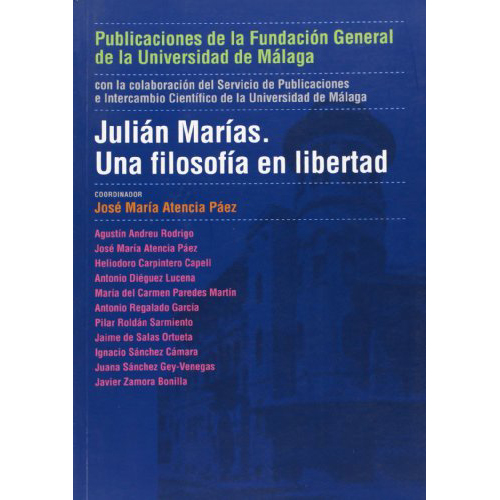 Publicaciones de la Fundación General
de la Universidad de Málaga
con la colaboración del Servicio de Publicaciones
e Intercambio Científico de la Universidad de Málaga
Julián Marías.
Una filosofía en libertad
COORDINADOR
José María Atencia Páez
Agustín Andreu Rodrigo
José María Atencia Páez
Heliodoro Carpintero Capell
Antonio Diéguez Lucena
María del Carmen Paredes Martín
Antonio Regalado García
Pilar Roldán Sarmiento
Jaime de Salas Ortueta
Ignacio Sánchez Cámara
Juana Sánchez Gey-Venegas
Javier Zamora Bonilla